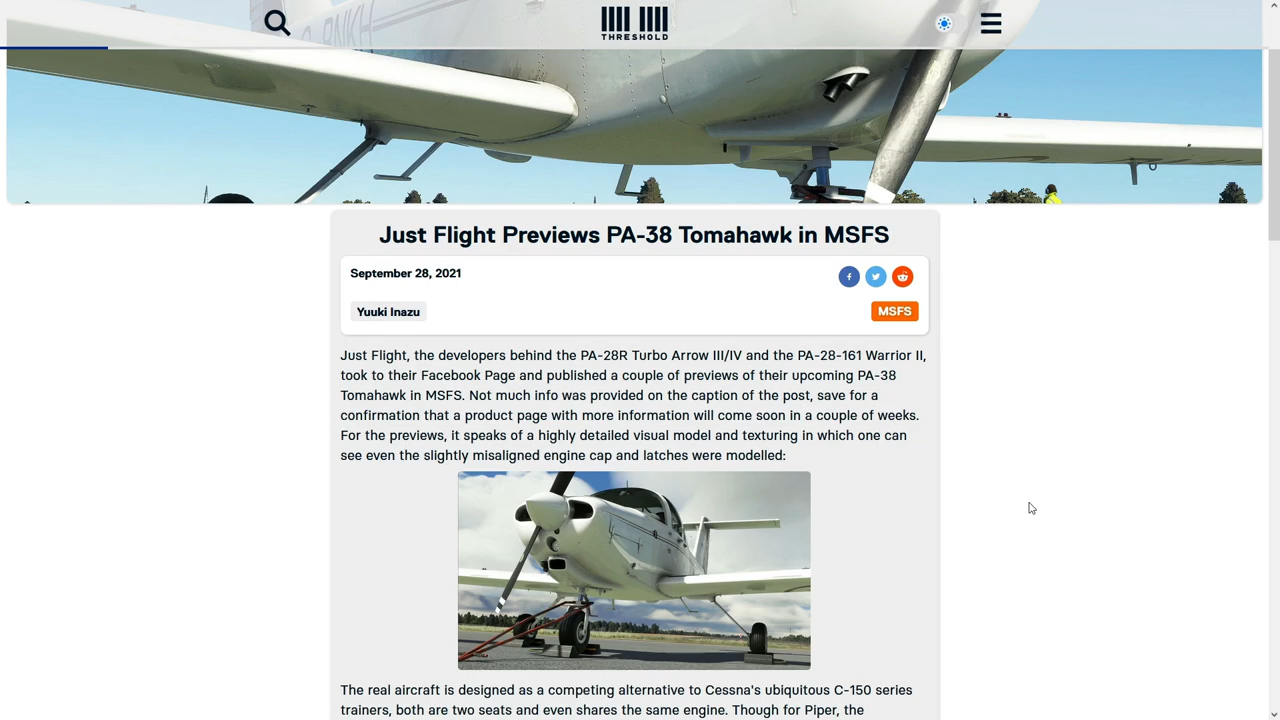 THRESHOLD
Just Flight Previews PA-38 Tomahawk in MSFS
September 28, 2021
Yuuki Inazu
MSFS
Just Flight, the developers behind the PA-28R Turbo Arrow III/IV and the PA-28-161 Warrior II,
took to their Facebook Page and published a couple of previews of their upcoming PA-38
Tomahawk in MSFS. Not much info was provided on the caption of the post, save for a
confirmation that a product page with more information will come soon in a couple of weeks.
For the previews, it speaks of a highly detailed visual model and texturing in which one can
see even the slightly misaligned engine cap and latches were modelled:
The real aircraft is designed as a competing alternative to Cessna's ubiquitous C-150 series
trainers, both are two seats and even shares the same engine. Though for Piper, the